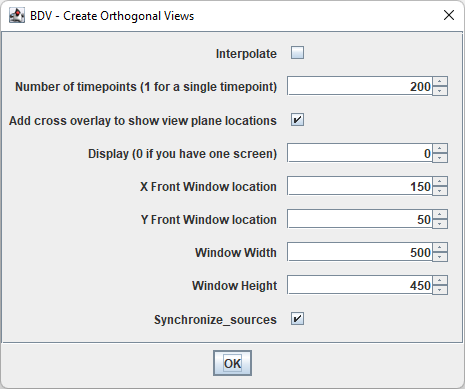 BDV - Create Orthogonal Views
Interpolate
Number of timepoints (1 for a single timepoint) 200
Add cross overlay to show view plane locations
Display (0 if you have one screen) 0
X Front Window location 150
Y Front Window location 50
Window Width 500
Window Height 450
Synchronize_sources
OK